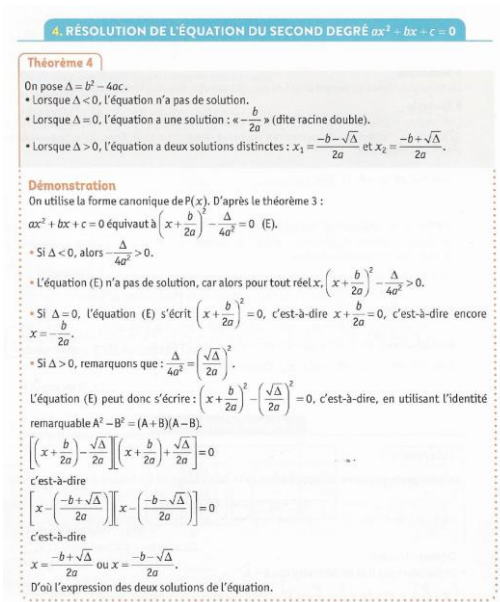 4. RÉSOLUTION DE L'ÉQUATION DU SECOND DEGRÉ ax² + bx + c = 0
Théorème 4
On pose Δ = b² – 4ac.
• Lorsque Δ < 0, l'équation n'a pas de solution.
• Lorsque Δ = 0, l'équation a une solution : « –b/2a » (dite racine double).
• Lorsque Δ > 0, l'équation a deux solutions distinctes : x₁ = (–b–√Δ)/2a et x₂ = (–b+√Δ)/2a.
Démonstration
On utilise la forme canonique de P(x). D'après le théorème 3 :
ax² + bx + c = 0 équivaut à (x + b/2a)² – Δ/4a² = 0 (E).
• Si Δ < 0, alors –Δ/4a² > 0.
• L'équation (E) n'a pas de solution, car alors pour tout réel x, (x + b/2a)² – Δ/4a² > 0.
• Si Δ = 0, l'équation (E) s'écrit (x + b/2a)² = 0, c'est-à-dire x + b/2a = 0, c'est-à-dire encore
x = –b/2a.
• Si Δ > 0, remarquons que : Δ/4a² = (√Δ/2a)².
L'équation (E) peut donc s'écrire : (x + b/2a)² – (√Δ/2a)² = 0, c'est-à-dire, en utilisant l'identité
remarquable A² – B² = (A + B)(A – B).
[(x + b/2a) – √Δ/2a][(x + b/2a) + √Δ/2a] = 0
c'est-à-dire
[x – ((–b + √Δ)/2a)][x – ((–b – √Δ)/2a)] = 0
c'est-à-dire
x = (–b + √Δ)/2a ou x = (–b – √Δ)/2a.
D'où l'expression des deux solutions de l'équation.